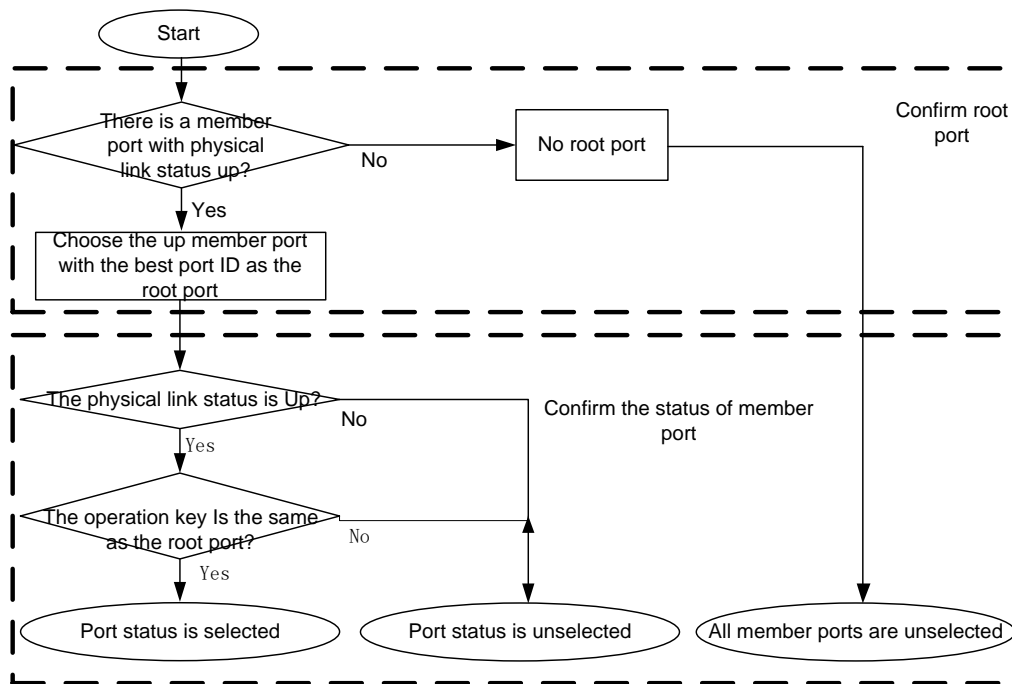 Start
There is a member
port with physical
link status up?
No
No root port
Confirm root
port
Yes
Choose the up member port
with the best port ID as the
root port
The physical link status is Up?
No
Confirm the status of member
port
Yes
The operation key Is the same
as the root port?
No
Yes
Port status is selected
Port status is unselected
All member ports are unselected